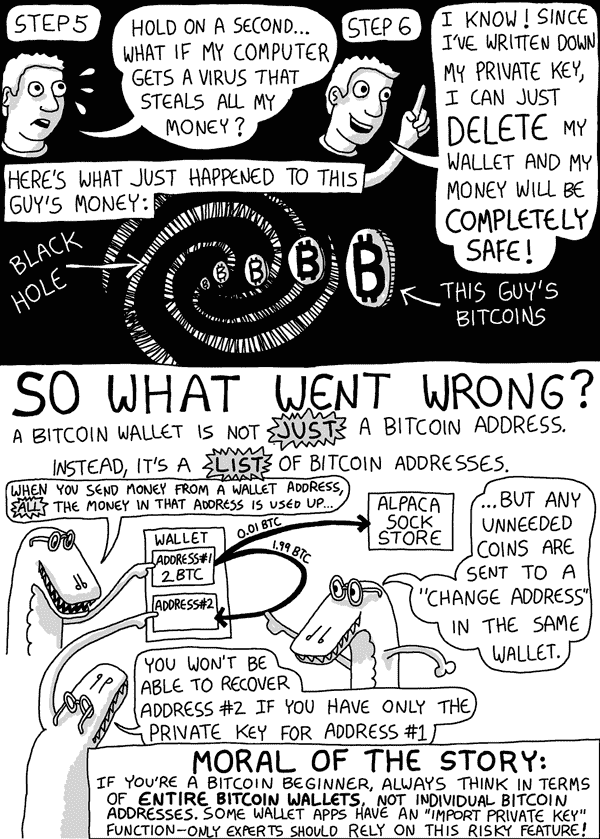 STEP 5
HOLD ON A SECOND...
WHAT IF MY COMPUTER
GETS A VIRUS THAT
STEALS ALL MY
MONEY?
STEP 6
I KNOW! SINCE
I'VE WRITTEN DOWN
MY PRIVATE KEY,
I CAN JUST
DELETE MY
WALLET AND MY
MONEY WILL BE
COMPLETELY
SAFE!
HERE'S WHAT JUST HAPPENED TO THIS
GUY'S MONEY:
BLACK
HOLE
THIS GUY'S
BITCOINS
SO WHAT WENT WRONG?
A BITCOIN WALLET IS NOT JUST A BITCOIN ADDRESS.
INSTEAD, IT'S A LIST OF BITCOIN ADDRESSES.
WHEN YOU SEND MONEY FROM A WALLET ADDRESS,
ALL THE MONEY IN THAT ADDRESS IS USED UP...
WALLET
ADDRESS#1
2 BTC
ADDRESS#2
0.01 BTC
1.99 BTC
ALPACA
SOCK
STORE
...BUT ANY
UNNEEDED
COINS ARE
SENT TO A
"CHANGE ADDRESS"
IN THE SAME
WALLET.
YOU WON'T BE
ABLE TO RECOVER
ADDRESS #2 IF YOU HAVE ONLY THE
PRIVATE KEY FOR ADDRESS #1
MORAL OF THE STORY:
IF YOU'RE A BITCOIN BEGINNER, ALWAYS THINK IN TERMS
OF ENTIRE BITCOIN WALLETS, NOT INDIVIDUAL BITCOIN
ADDRESSES. SOME WALLET APPS HAVE AN "IMPORT PRIVATE KEY"
FUNCTION—ONLY EXPERTS SHOULD RELY ON THIS RISKY FEATURE!